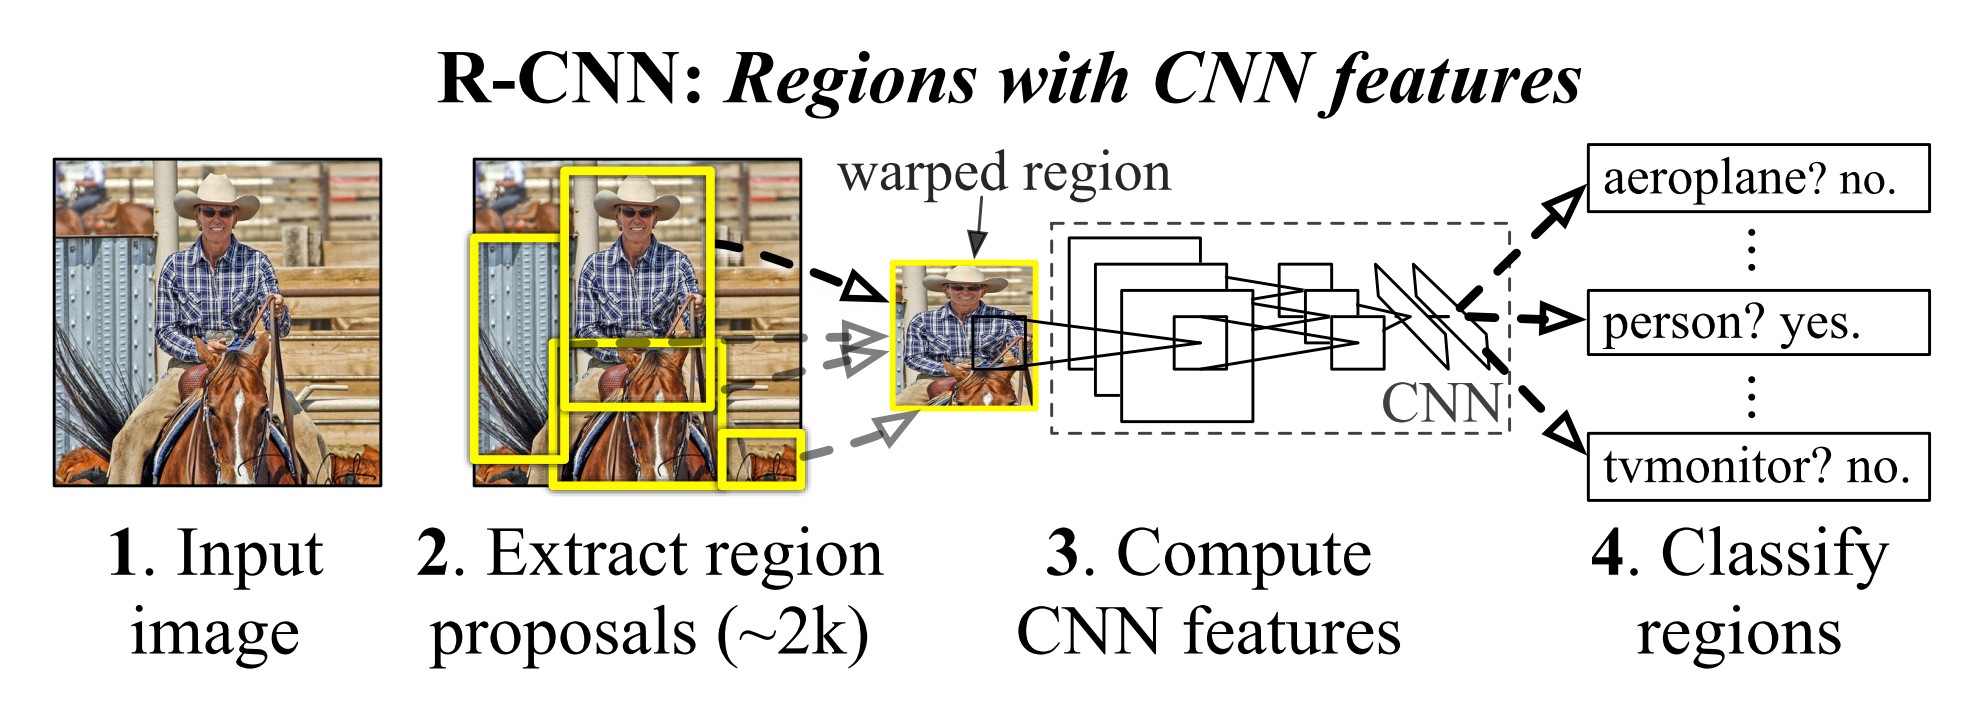 R-CNN: Regions with CNN features
warped region
aeroplane? no.
⋮
person? yes.
⋮
tvmonitor? no.
CNN
1. Input
image
2. Extract region
proposals (~2k)
3. Compute
CNN features
4. Classify
regions